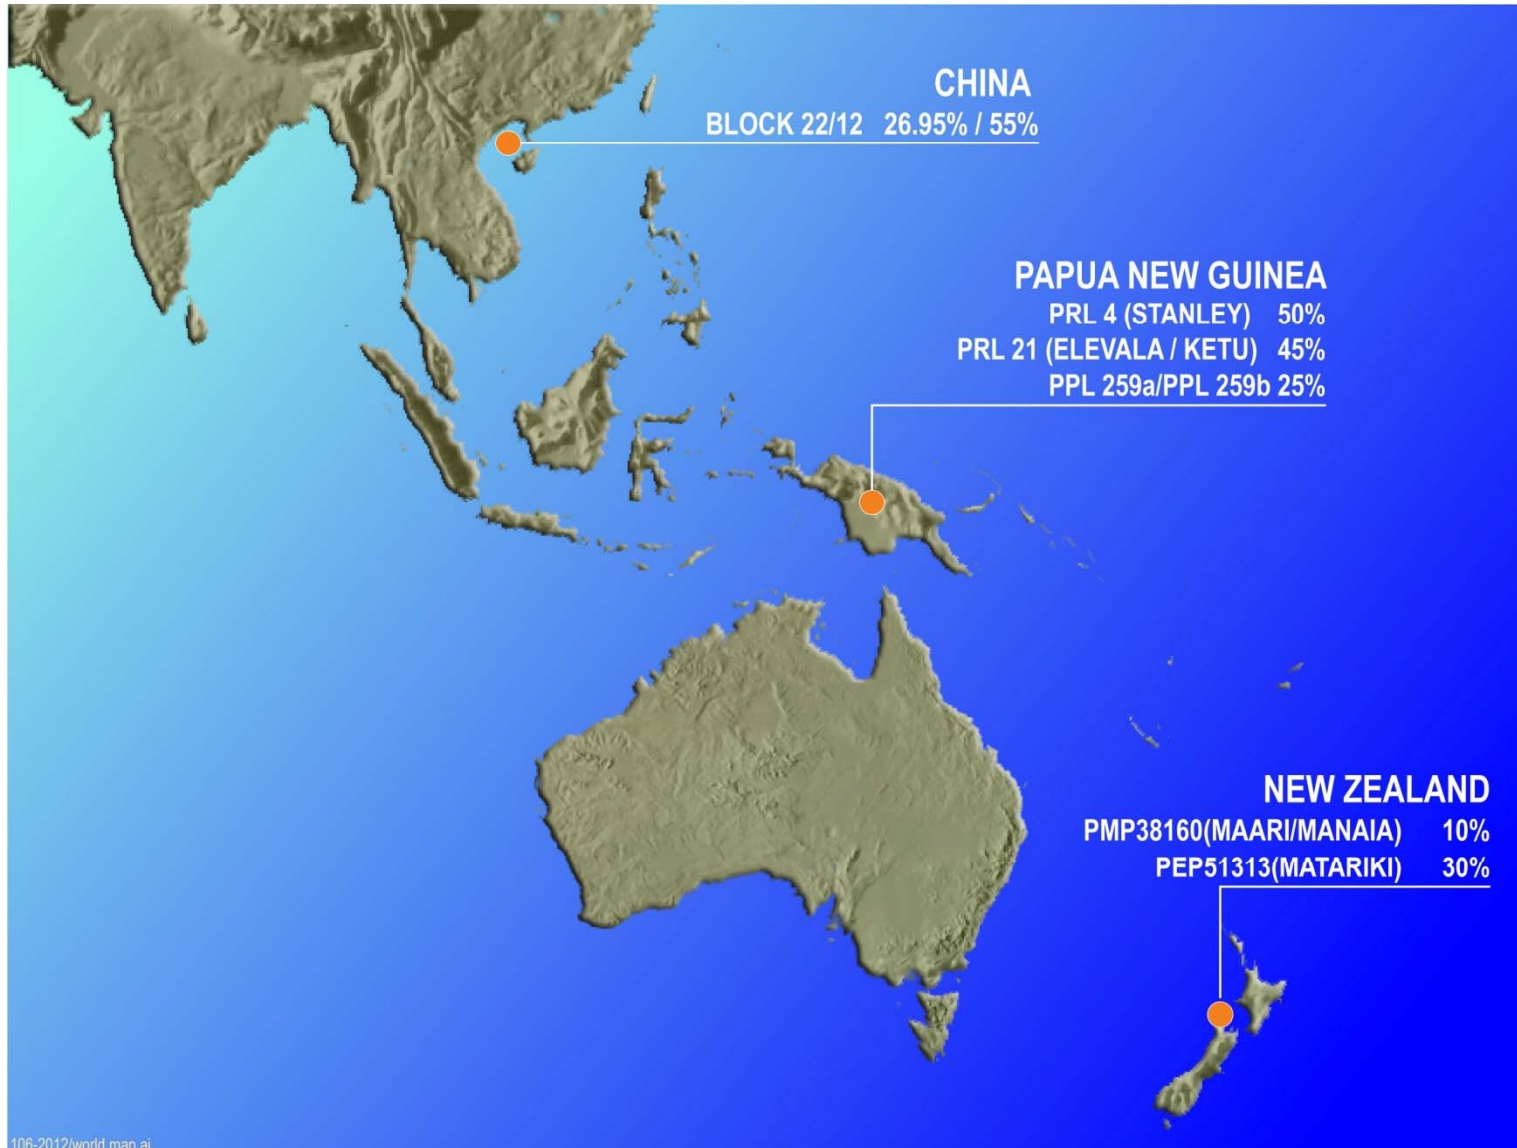 CHINA
BLOCK 22/12 26.95% / 55%
PAPUA NEW GUINEA
PRL 4 (STANLEY) 50%
PRL 21 (ELEVALA / KETU) 45%
PPL 259a/PPL 259b 25%
NEW ZEALAND
PMP38160(MAARI/MANAIA) 10%
PEP51313(MATARIKI) 30%
106-2012/world map.ai